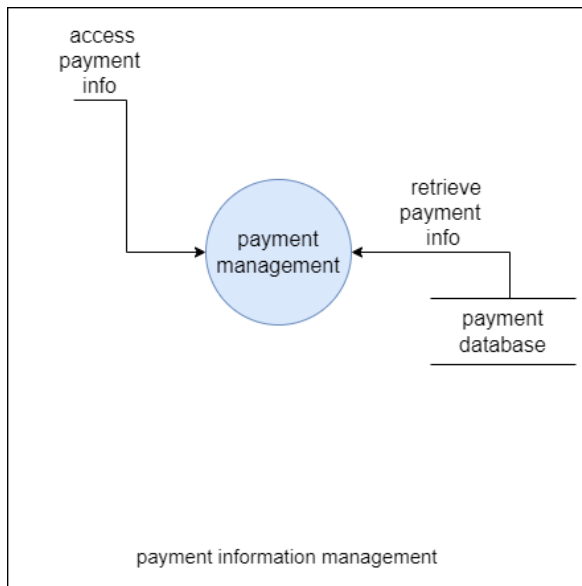 access
payment
info
retrieve
payment
info
payment
management
payment
database
payment information management